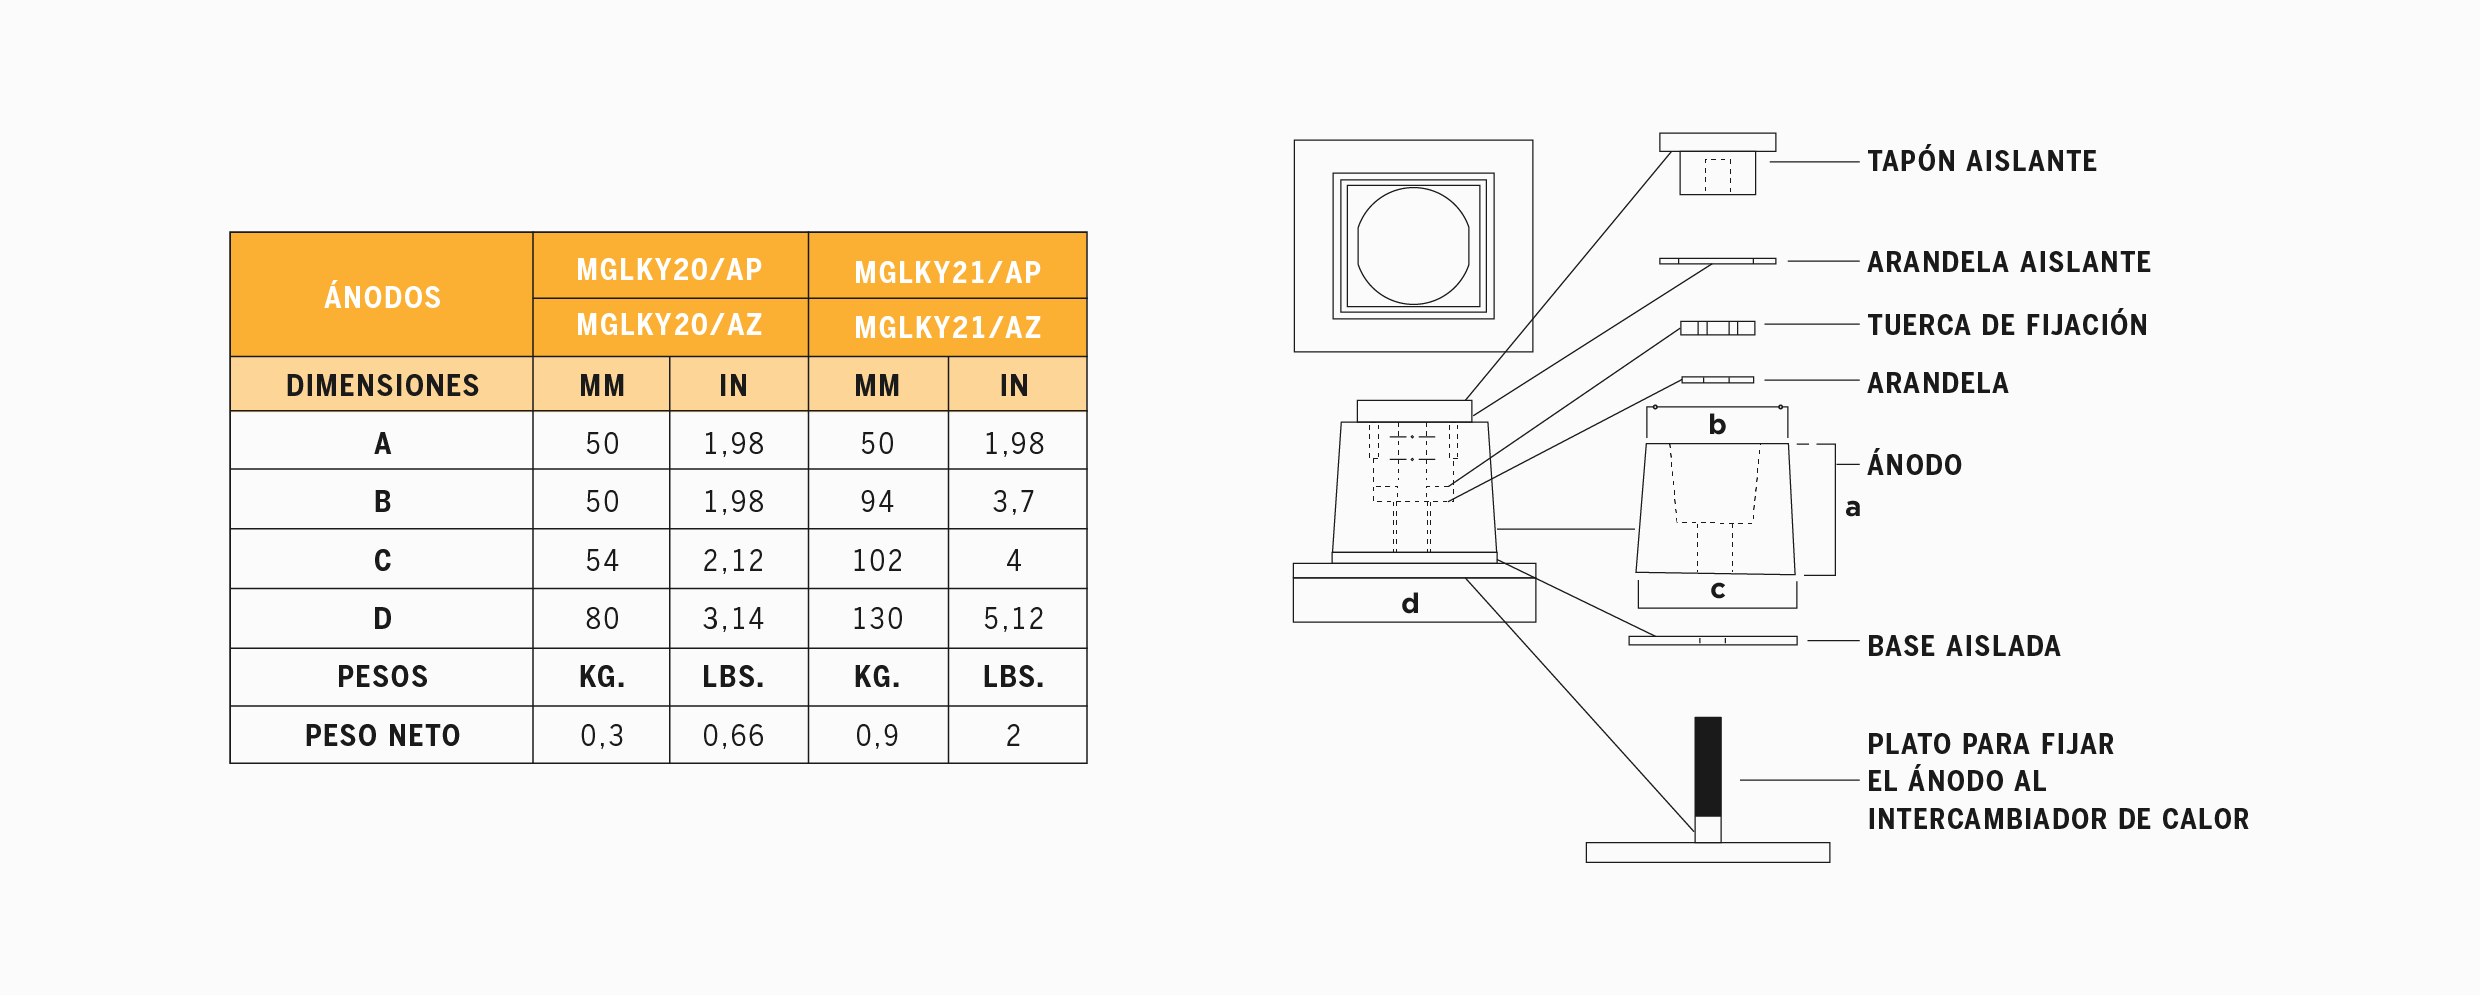 ÁNODOS
MGLKY20/AP
MGLKY21/AP
MGLKY20/AZ
MGLKY21/AZ
DIMENSIONES MM IN MM IN
A 50 1,98 50 1,98
B 50 1,98 94 3,7
C 54 2,12 102 4
D 80 3,14 130 5,12
PESOS KG. LBS. KG. LBS.
PESO NETO 0,3 0,66 0,9 2
TAPÓN AISLANTE
ARANDELA AISLANTE
TUERCA DE FIJACIÓN
ARANDELA
b
ÁNODO
a
c
d
BASE AISLADA
PLATO PARA FIJAR
EL ÁNODO AL
INTERCAMBIADOR DE CALOR